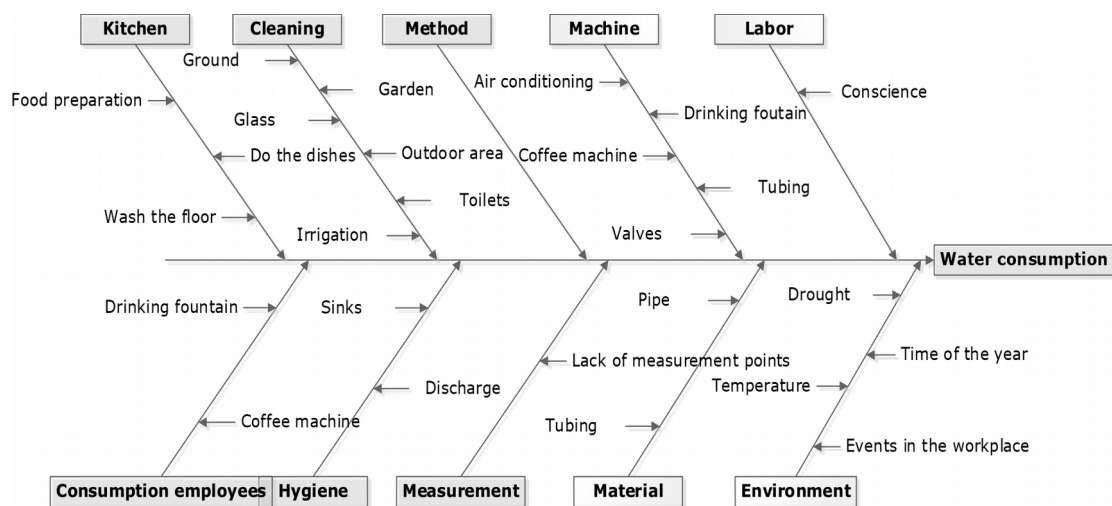 Kitchen Cleaning Method Machine Labor
Ground
Air conditioning
Garden
Conscience
Food preparation
Drinking foutain
Glass
Do the dishes
Outdoor area
Coffee machine
Tubing
Toilets
Wash the floor
Irrigation
Valves
Water consumption
Drought
Pipe
Drinking fountain
Sinks
Time of the year
Lack of measurement points
Temperature
Discharge
Coffee machine
Tubing
Events in the workplace
Consumption employees Hygiene Measurement Material Environment